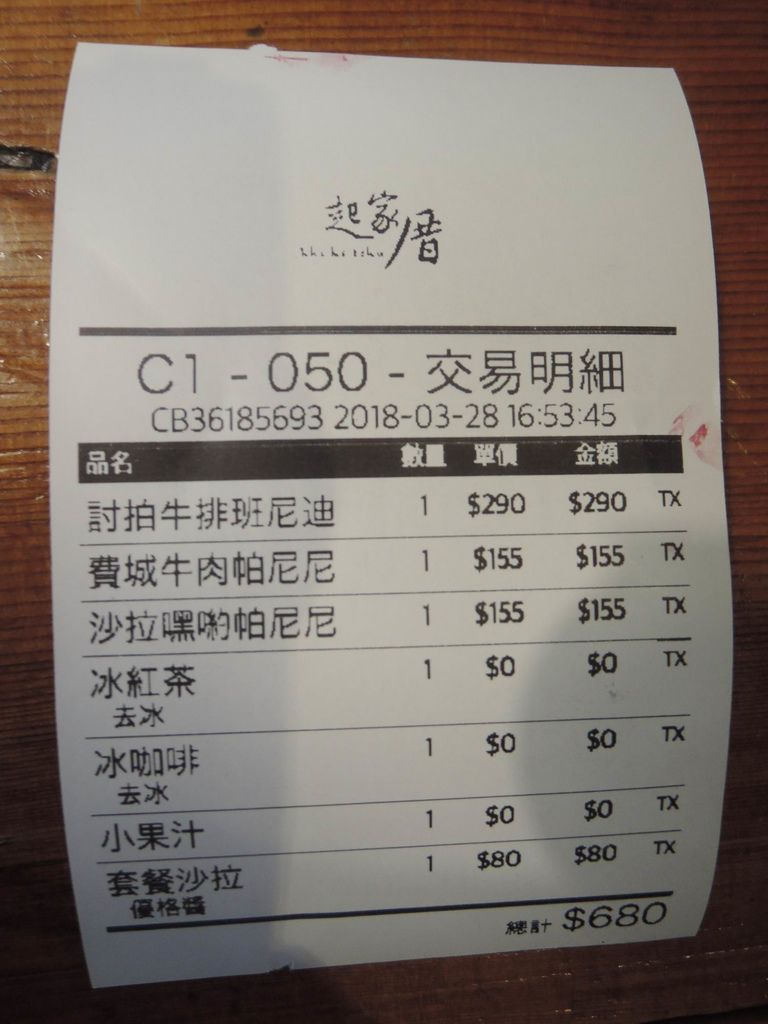 起家厝
C1 - 050 - 交易明細
CB36185693 2018-03-28 16:53:45
品名 數量 單價 金額
討拍牛排班尼迪 1 $290 $290 TX
費城牛肉帕尼尼 1 $155 $155 TX
沙拉嘿喲帕尼尼 1 $155 $155 TX
冰紅茶 1 $0 $0 TX
去冰
冰咖啡 1 $0 $0 TX
去冰
小果汁 1 $0 $0 TX
套餐沙拉 1 $80 $80 TX
優格醬
總計 $680